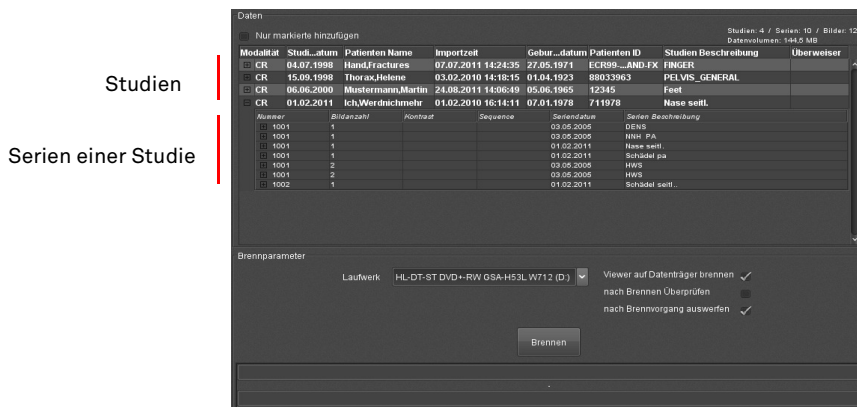 Daten
Nur markierte hinzufügen
Studien: 4 / Serien: 10 / Bilder: 12
Datenvolumen: 144,5 MB
Modalität Studi...atum Patienten Name Importzeit Gebur...datum Patienten ID Studien Beschreibung Überweiser
CR 04.07.1998 Hand,Fractures 07.07.2011 14:24:35 27.05.1971 ECR99-...AND-FX FINGER
CR 15.09.1998 Thorax,Helene 03.02.2010 14:18:15 01.04.1923 88033963 PELVIS_GENERAL
CR 06.06.2000 Mustermann,Martin 24.08.2011 14:06:49 05.06.1965 12345 Feet
CR 01.02.2011 Ich,Werdnichmehr 01.02.2010 16:14:11 07.01.1978 711978 Nase seitl.
Nummer Bildanzahl Kontrast Sequence Seriendatum Serien Beschreibung
1001 1 03.05.2005 DENS
1001 1 03.05.2005 NNH PA
1001 1 01.02.2011 Nase seitl.
1001 1 01.02.2011 Schädel pa
1001 2 03.05.2005 HWS
1001 2 03.05.2005 HWS
1002 1 01.02.2011 Schädel seitl..
Studien
Serien einer Studie
Brennparameter
Laufwerk HL-DT-ST DVD+-RW GSA-H53L W712 (D:)
Viewer auf Datenträger brennen
nach Brennen Überprüfen
nach Brennvorgang auswerfen
Brennen